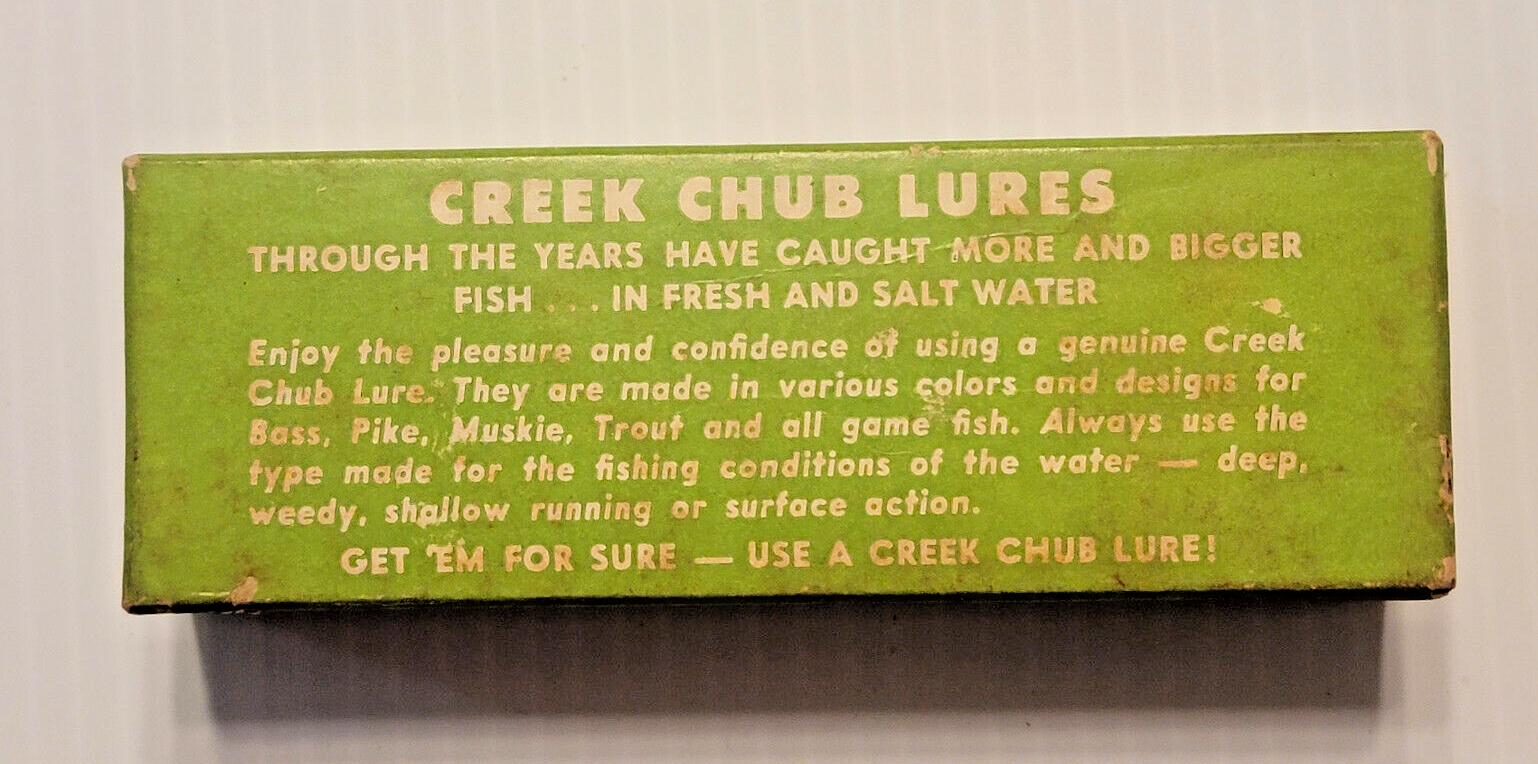 CREEK CHUB LURES
THROUGH THE YEARS HAVE CAUGHT MORE AND BIGGER
FISH . . . IN FRESH AND SALT WATER
Enjoy the pleasure and confidence of using a genuine Creek
Chub Lure. They are made in various colors and designs for
Bass, Pike, Muskie, Trout and all game fish. Always use the
type made for the fishing conditions of the water — deep,
weedy, shallow running or surface action.
GET 'EM FOR SURE — USE A CREEK CHUB LURE!